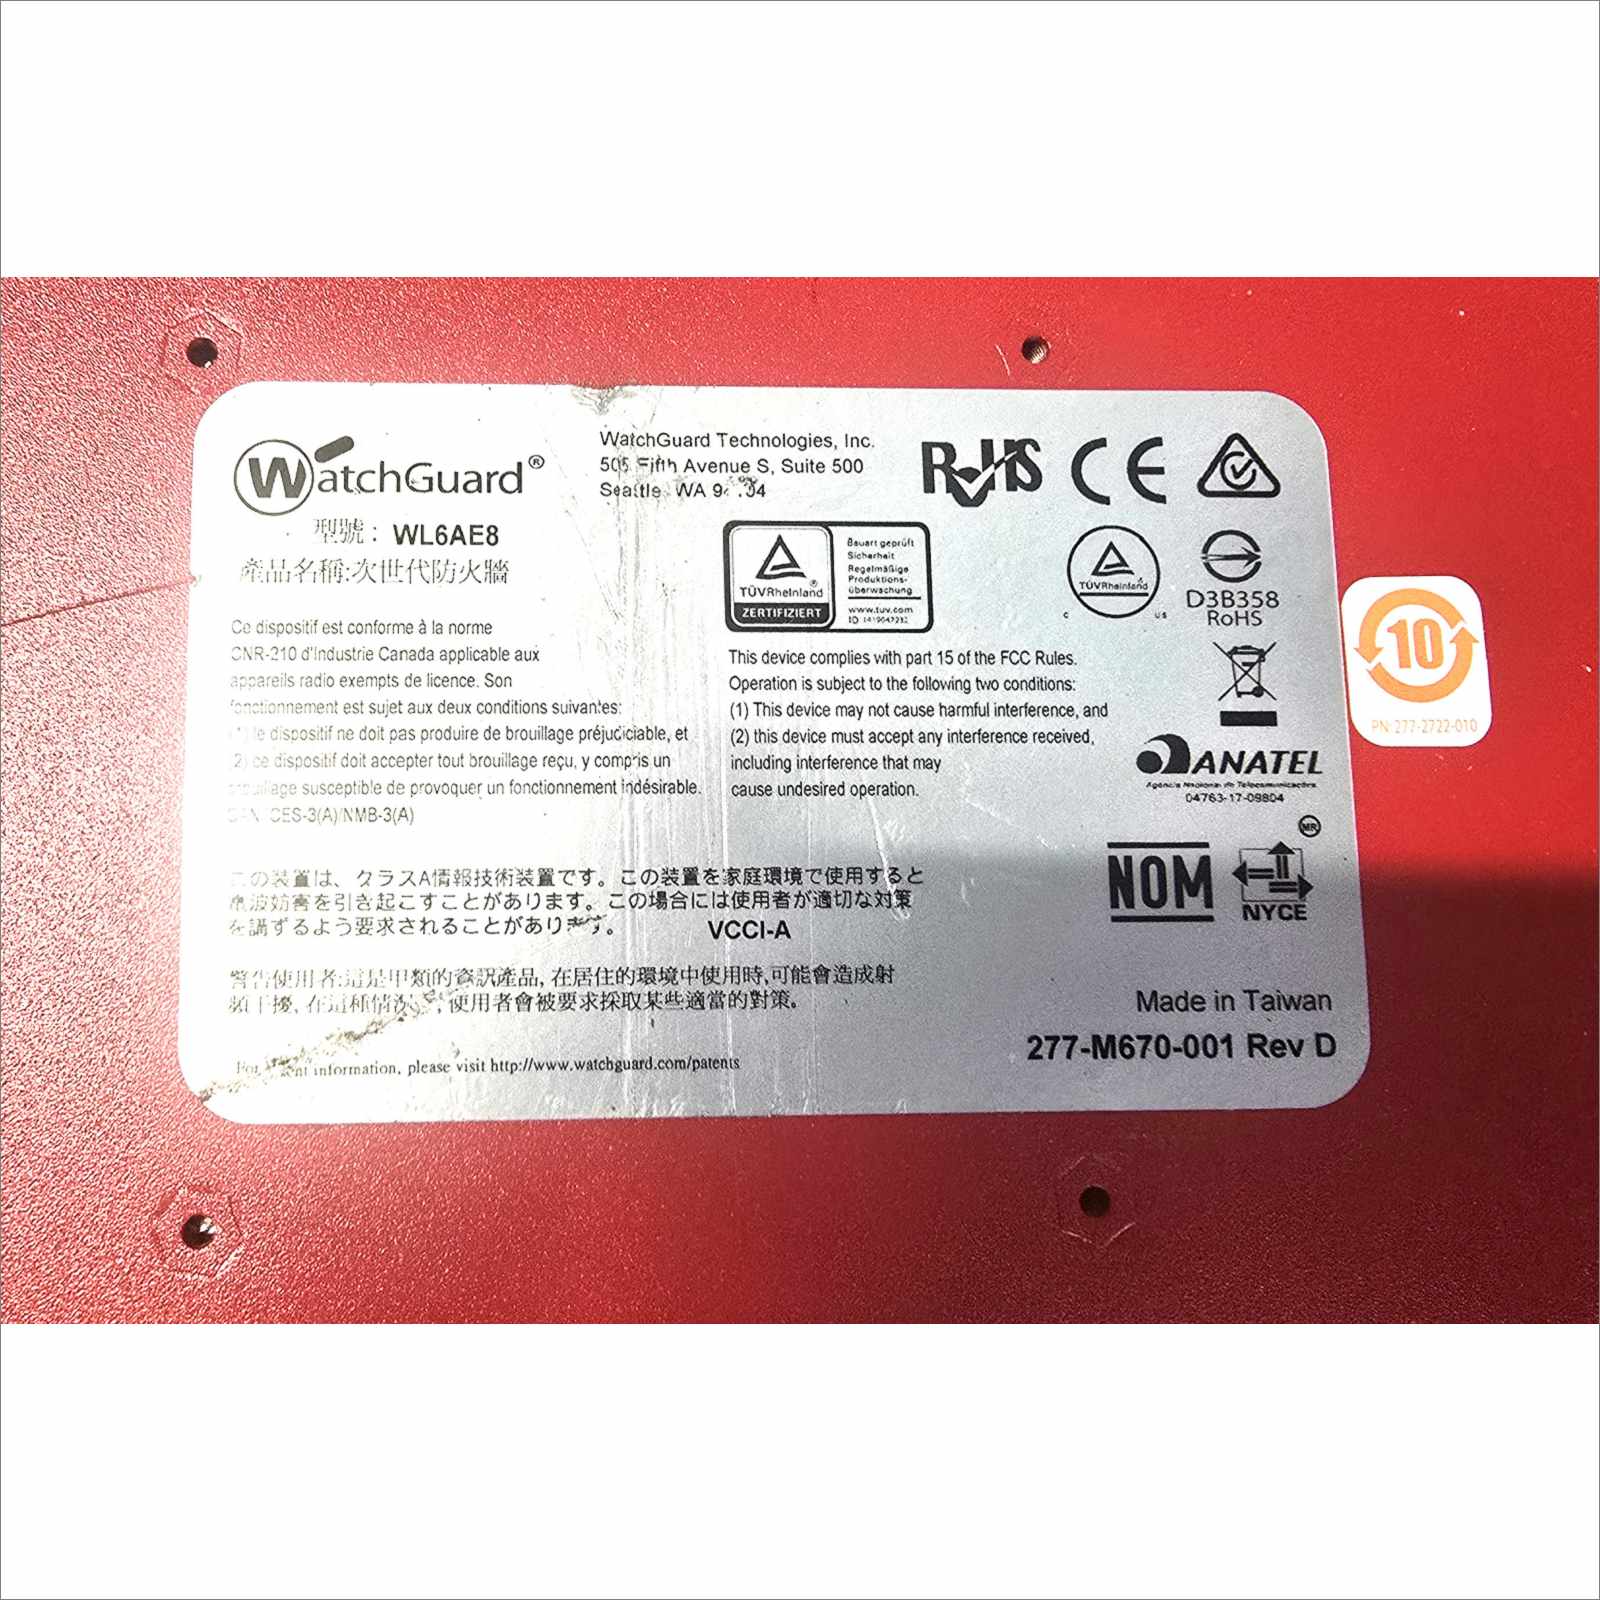 WatchGuard®
型號： WL6AE8
產品名稱:次世代防火牆
WatchGuard Technologies, Inc.
505 Fifth Avenue S, Suite 500
Seattle, WA
RoHS CE
TÜVRheinland®
ZERTIFIZIERT
Bauart geprüft
Sicherheit
Regelmäßige
Produktions-
überwachung
www.tuv.com
ID
TÜVRheinland
C US
D3B358
RoHS
Ce dispositif est conforme à la norme
CNR-210 d'Industrie Canada applicable aux
appareils radio exempts de licence. Son
fonctionnement est sujet aux deux conditions suivantes:
(1) le dispositif ne doit pas produire de brouillage préjudiciable, et
(2) ce dispositif doit accepter tout brouillage reçu, y compris un
brouillage susceptible de provoquer un fonctionnement indésirable.
CES-3(A)/NMB-3(A)
This device complies with part 15 of the FCC Rules.
Operation is subject to the following two conditions:
(1) This device may not cause harmful interference, and
(2) this device must accept any interference received,
including interference that may
cause undesired operation.
ANATEL
Agência Nacional de Telecomunicações
04763-17-09804
10
PN:277-2722-010
NOM
MR
NYCE
この装置は、クラスA情報技術装置です。この装置を家庭環境で使用すると
電波妨害を引き起こすことがあります。この場合には使用者が適切な対策
を講ずるよう要求されることがあります。
VCCI-A
警告使用者:這是甲類的資訊產品, 在居住的環境中使用時,可能會造成射
頻干擾, 在這種情況 使用者會被要求採取某些適當的對策。
For information, please visit http://www.watchguard.com/patents
Made in Taiwan
277-M670-001 Rev D